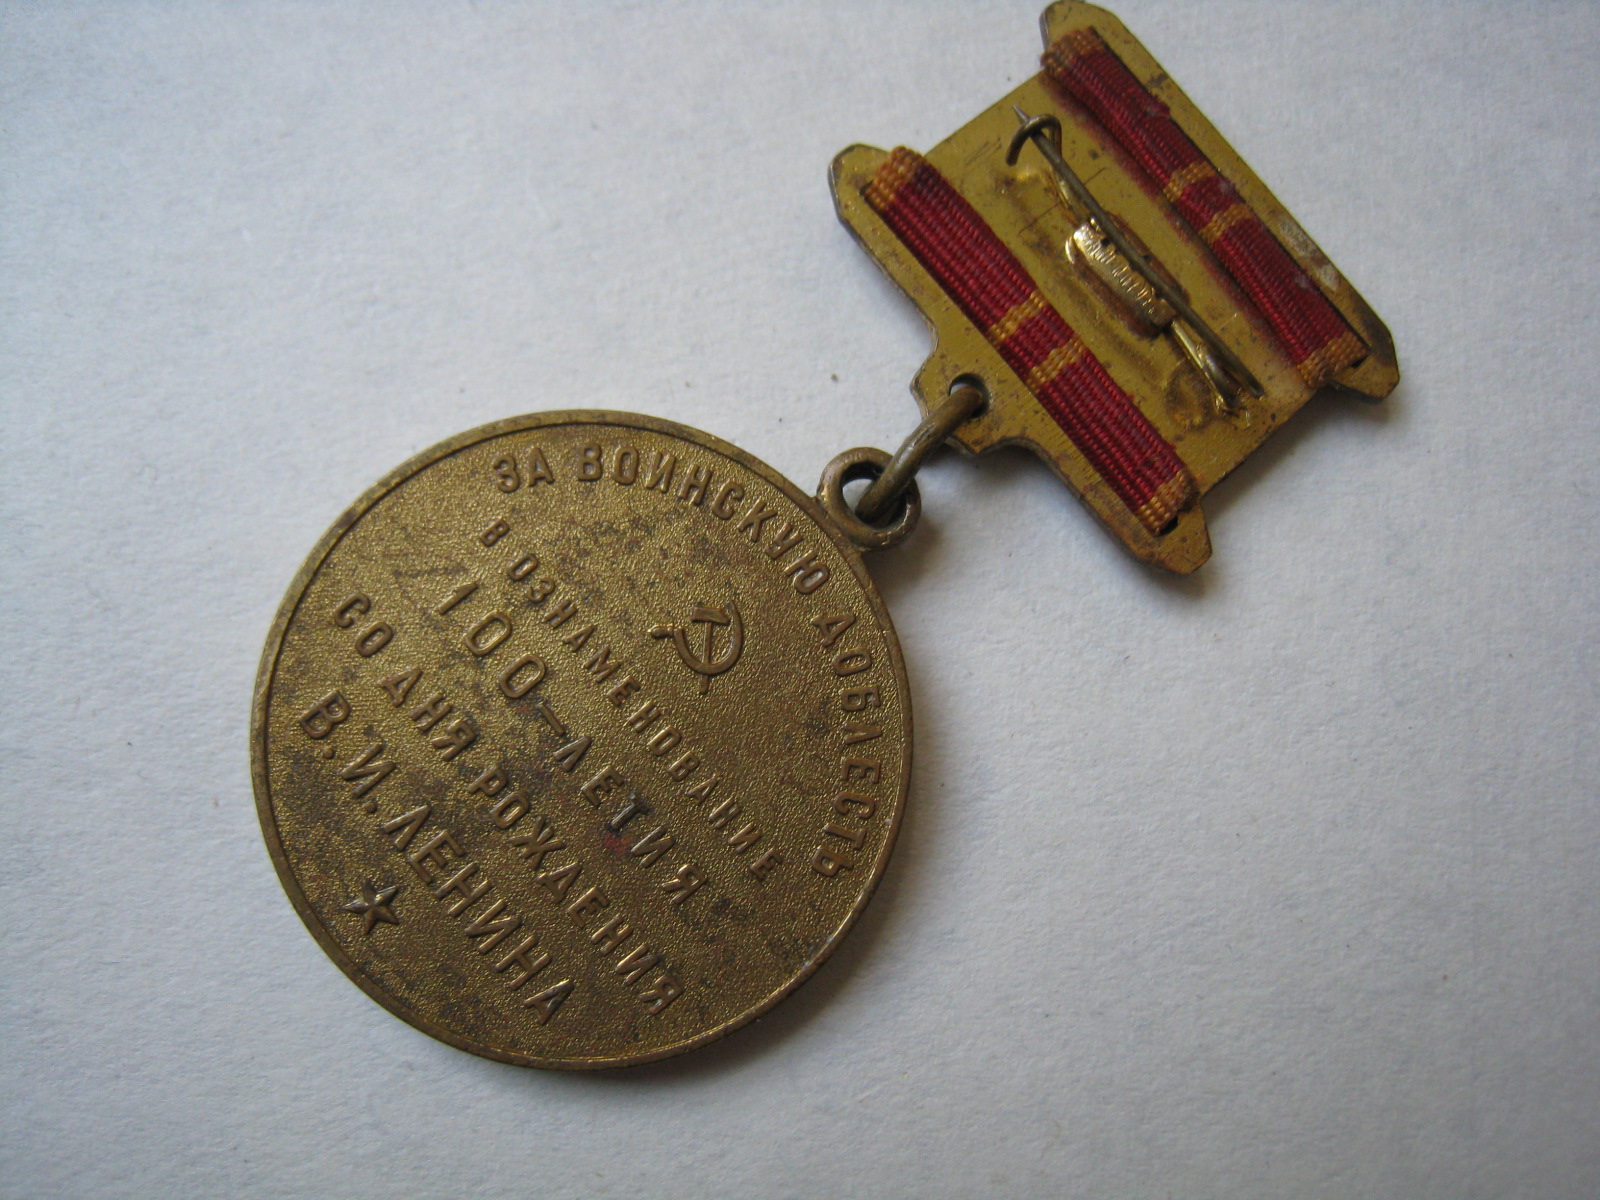 ЗА ВОИНСКУЮ ДОБЛЕСТЬ
В ОЗНАМЕНОВАНИЕ
100-ЛЕТИЯ
СО ДНЯ РОЖДЕНИЯ
В.И.ЛЕНИНА